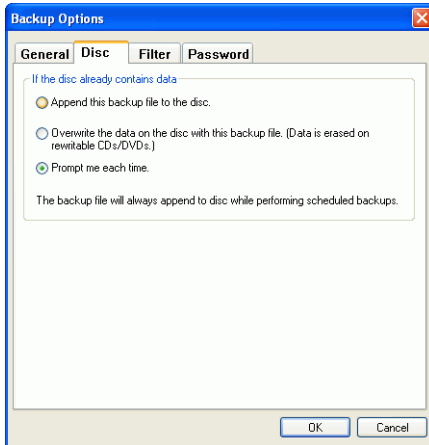 Backup Options
General Disc Filter Password
If the disc already contains data
Append this backup file to the disc.
Overwrite the data on the disc with this backup file. (Data is erased on
rewritable CDs/DVDs.)
Prompt me each time.
The backup file will always append to disc while performing scheduled backups.
OK Cancel